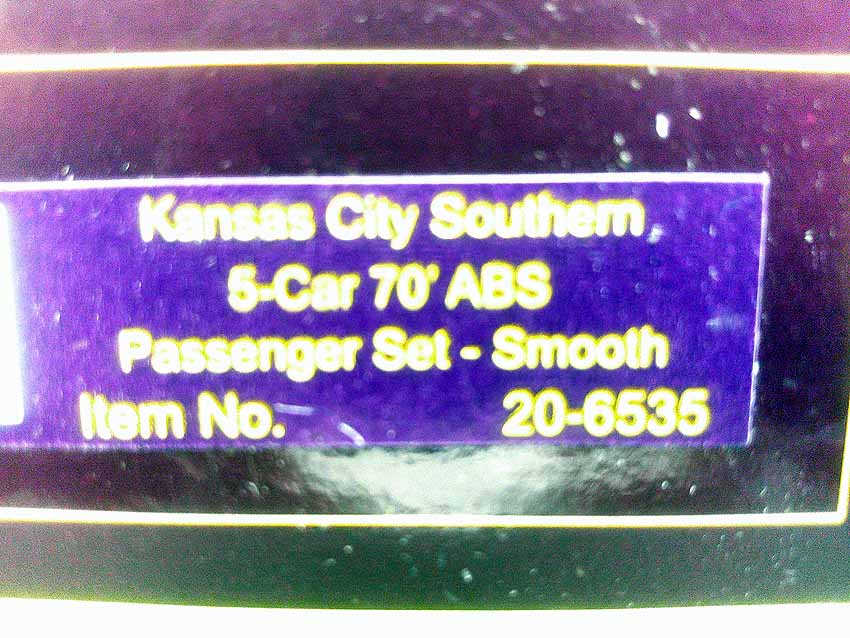 Kansas City Southern
5-Car 70' ABS
Passenger Set - Smooth
Item No. 20-6535